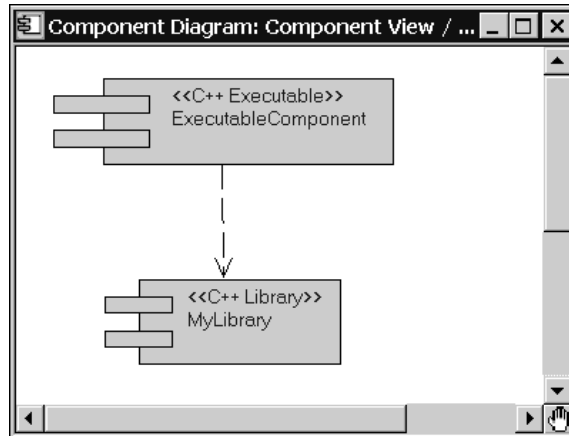 Component Diagram: Component View / ...
<<C++ Executable>>
ExecutableComponent
<<C++ Library>>
MyLibrary